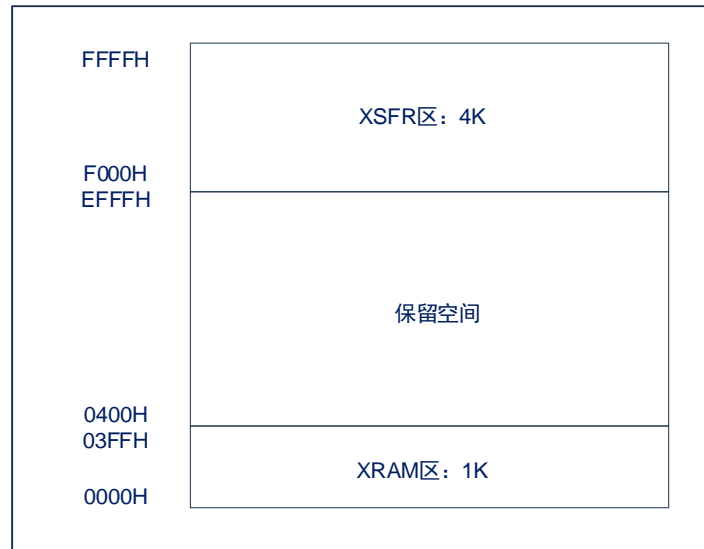 FFFFH
XSFR区：4K
F000H
EFFFH
保留空间
0400H
03FFH
XRAM区：1K
0000H